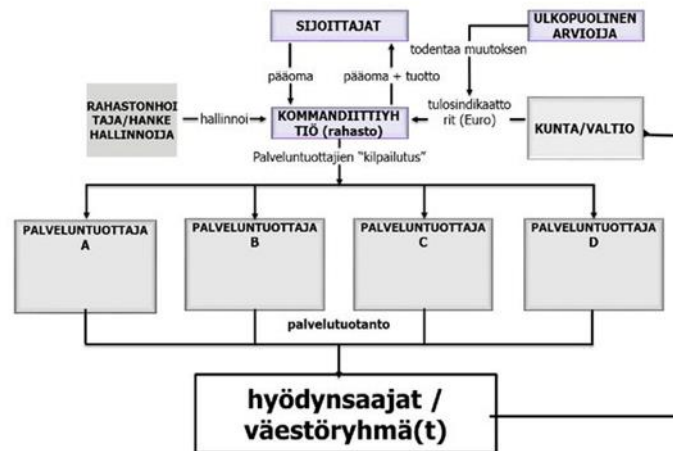 SIJOITTAJAT
ULKOPUOLINEN
ARVIOIJA
todentaa muutoksen
pääoma
pääoma + tuotto
RAHASTONHOI
TAJA/HANKE
HALLINNOIJA
hallinnoi
KOMMANDIITTIYH
TIÖ (rahasto)
tulosindikaatto
rit (Euro)
KUNTA/VALTIO
Palveluntuottajien "kilpailutus"
PALVELUNTUOTTAJA
A
PALVELUNTUOTTAJA
B
PALVELUNTUOTTAJA
C
PALVELUNTUOTTAJA
D
palvelutuotanto
hyödynsaajat /
väestöryhmä(t)